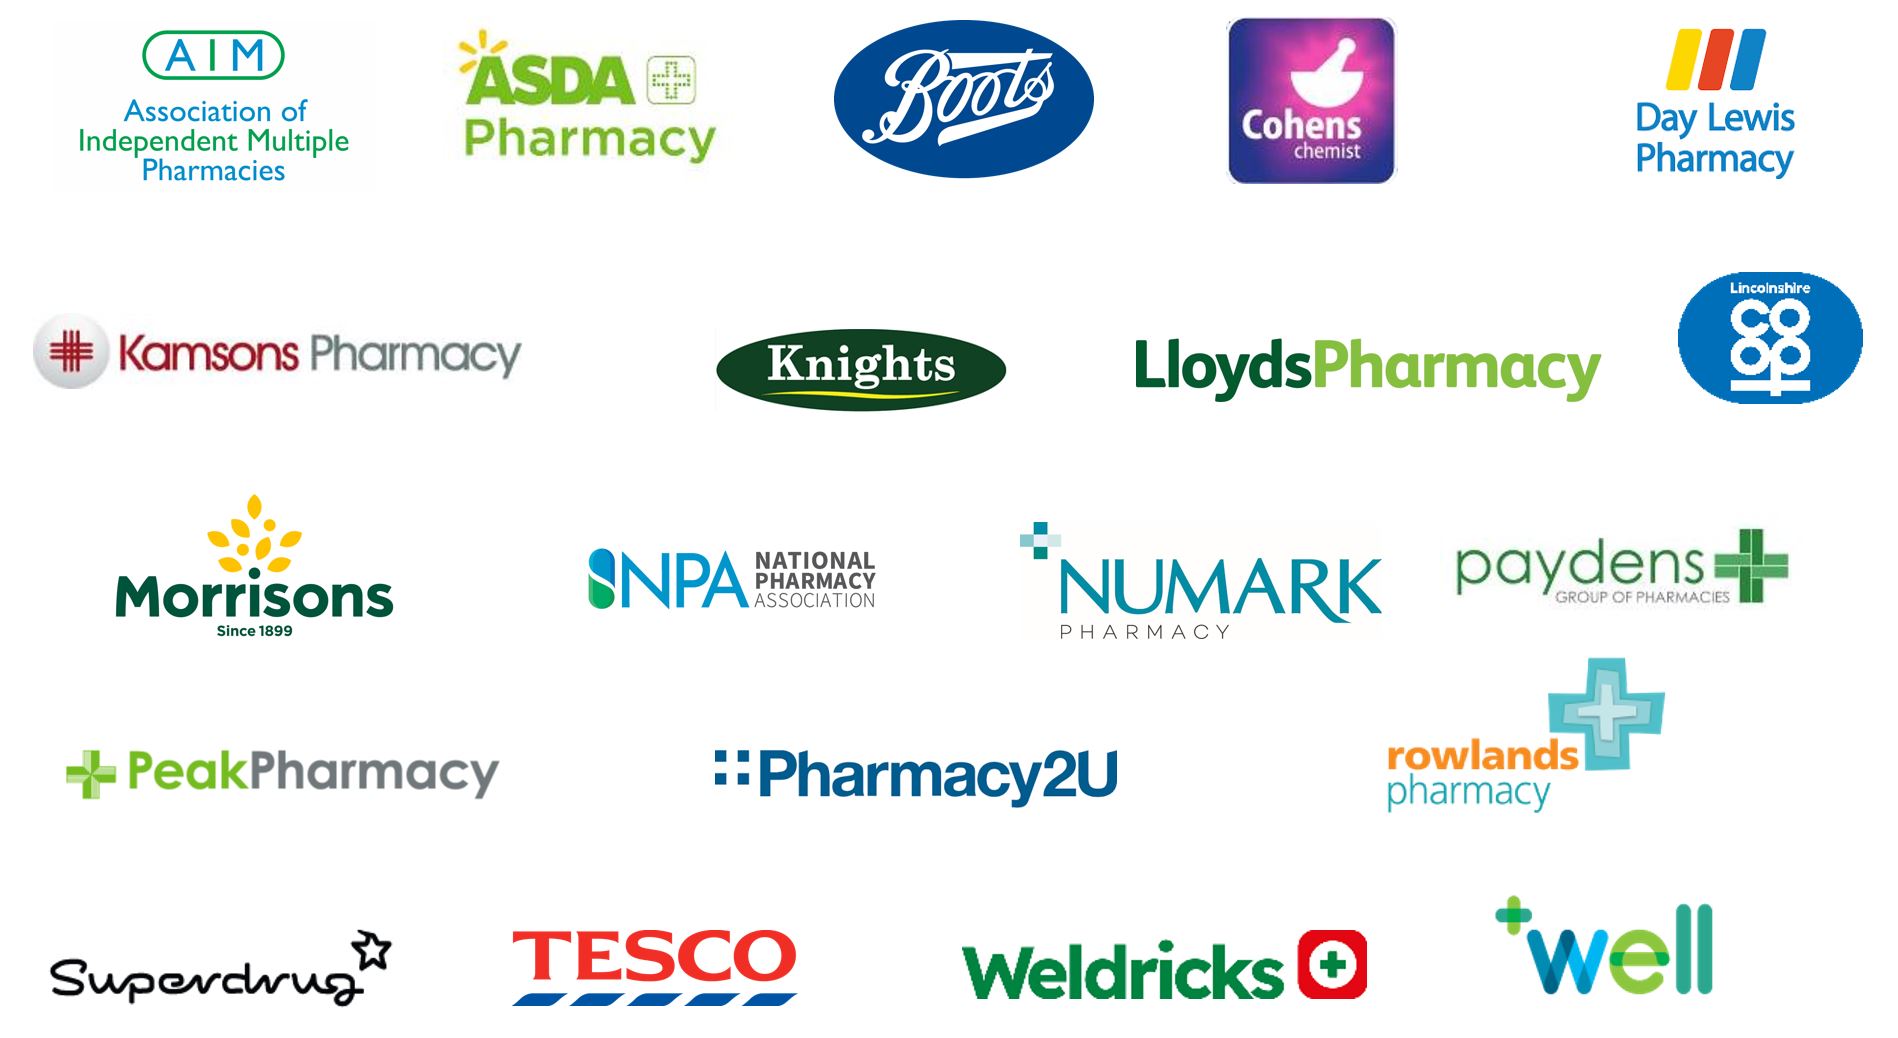 AIM
Association of
Independent Multiple
Pharmacies
ASDA
Pharmacy
Boots
Cohens
chemist
Day Lewis
Pharmacy
Kamsons Pharmacy
Knights
LloydsPharmacy
Lincolnshire
co
op
Morrisons
Since 1899
NPA
NATIONAL
PHARMACY
ASSOCIATION
NUMARK
PHARMACY
paydens
GROUP OF PHARMACIES
PeakPharmacy
Pharmacy2U
rowlands
pharmacy
Superdrug
TESCO
Weldricks
well